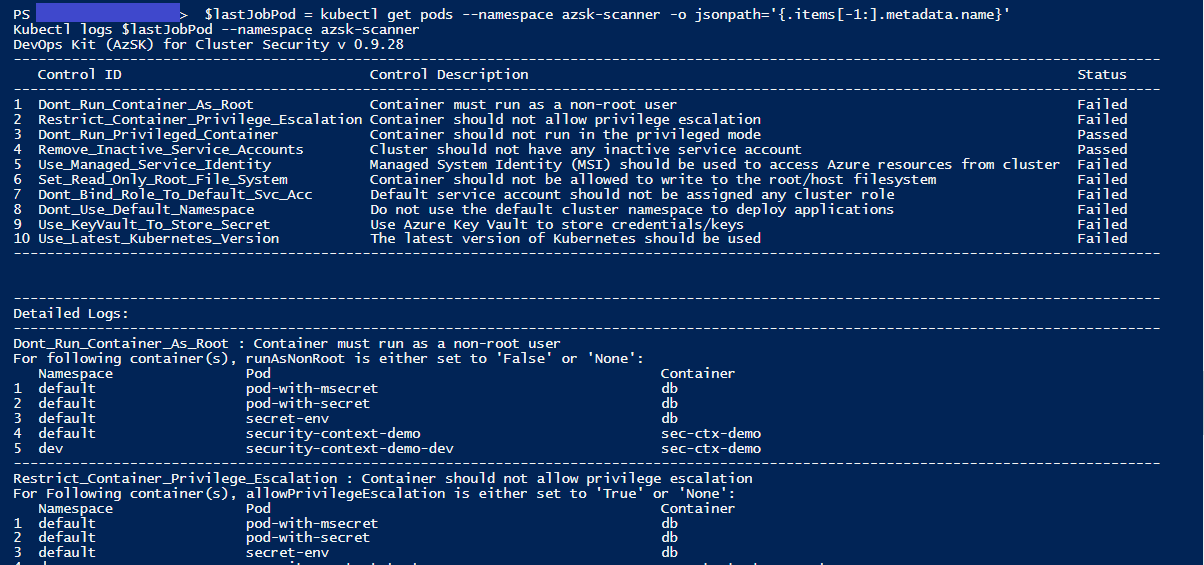 PS > $lastJobPod = kubectl get pods --namespace azsk-scanner -o jsonpath='{.items[-1:].metadata.name}'
Kubectl logs $lastJobPod --namespace azsk-scanner
DevOps Kit (AzSK) for Cluster Security v 0.9.28
Control ID Control Description Status
1 Dont_Run_Container_As_Root Container must run as a non-root user Failed
2 Restrict_Container_Privilege_Escalation Container should not allow privilege escalation Failed
3 Dont_Run_Privileged_Container Container should not run in the privileged mode Passed
4 Remove_Inactive_Service_Accounts Cluster should not have any inactive service account Passed
5 Use_Managed_Service_Identity Managed System Identity (MSI) should be used to access Azure resources from cluster Failed
6 Set_Read_Only_Root_File_System Container should not be allowed to write to the root/host filesystem Failed
7 Dont_Bind_Role_To_Default_Svc_Acc Default service account should not be assigned any cluster role Failed
8 Dont_Use_Default_Namespace Do not use the default cluster namespace to deploy applications Failed
9 Use_KeyVault_To_Store_Secret Use Azure Key Vault to store credentials/keys Failed
10 Use_Latest_Kubernetes_Version The latest version of Kubernetes should be used Failed
Detailed Logs:
Dont_Run_Container_As_Root : Container must run as a non-root user
For following container(s), runAsNonRoot is either set to 'False' or 'None':
Namespace Pod Container
1 default pod-with-msecret db
2 default pod-with-secret db
3 default secret-env db
4 default security-context-demo sec-ctx-demo
5 dev security-context-demo-dev sec-ctx-demo
Restrict_Container_Privilege_Escalation : Container should not allow privilege escalation
For Following container(s), allowPrivilegeEscalation is either set to 'True' or 'None':
Namespace Pod Container
1 default pod-with-msecret db
2 default pod-with-secret db
3 default secret-env db